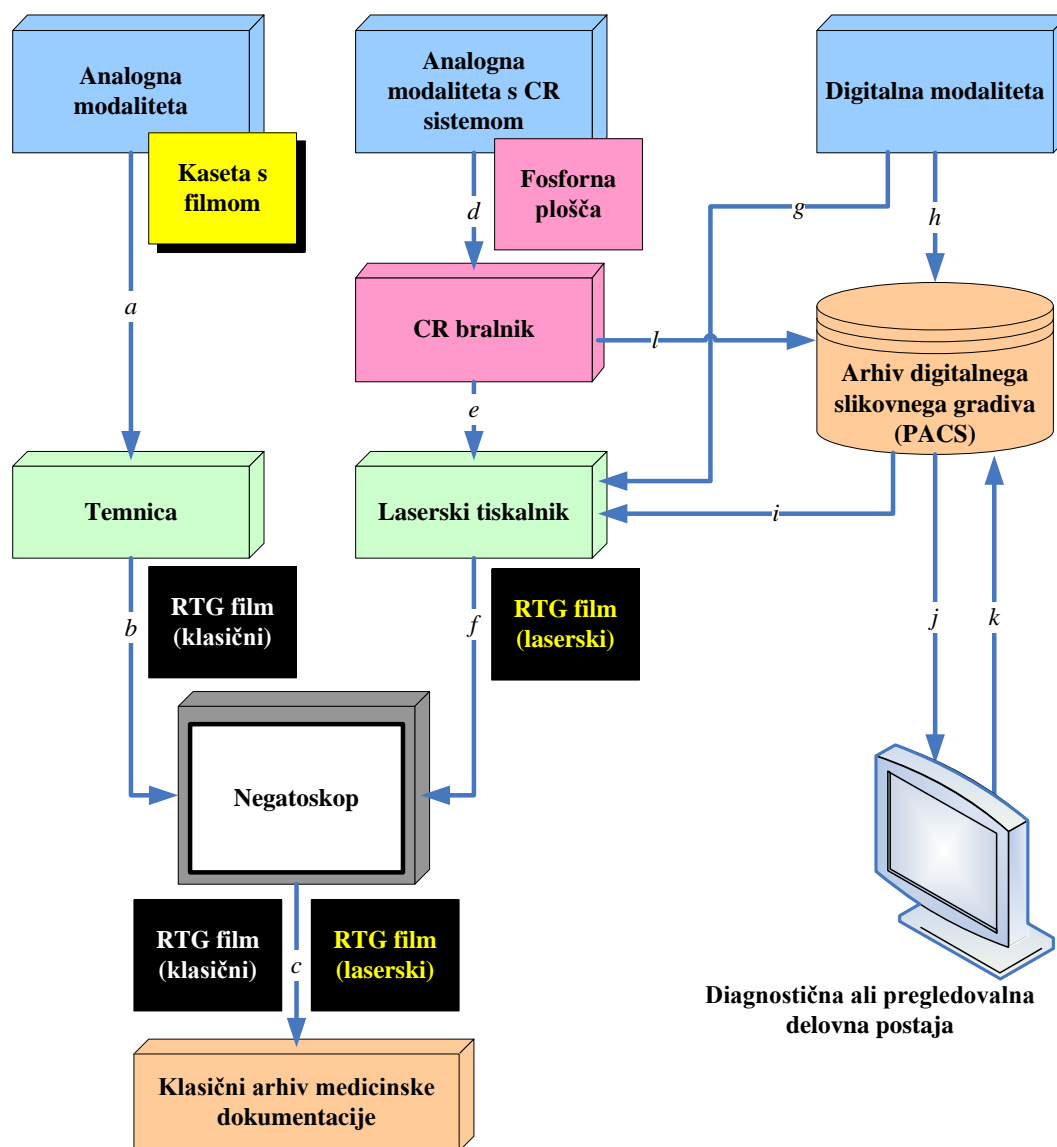 Analogna
modaliteta
Analogna
modaliteta s CR
sistemom
Digitalna modaliteta
Kaseta s
filmom
Fosforna
plošča
d
g
h
a
CR bralnik
l
Arhiv digitalnega
slikovnega gradiva
(PACS)
e
Temnica
Laserski tiskalnik
i
b
RTG film
(klasični)
f
RTG film
(laserski)
j
k
Negatoskop
RTG film
(klasični)
c
RTG film
(laserski)
Diagnostična ali pregledovalna
delovna postaja
Klasični arhiv medicinske
dokumentacije